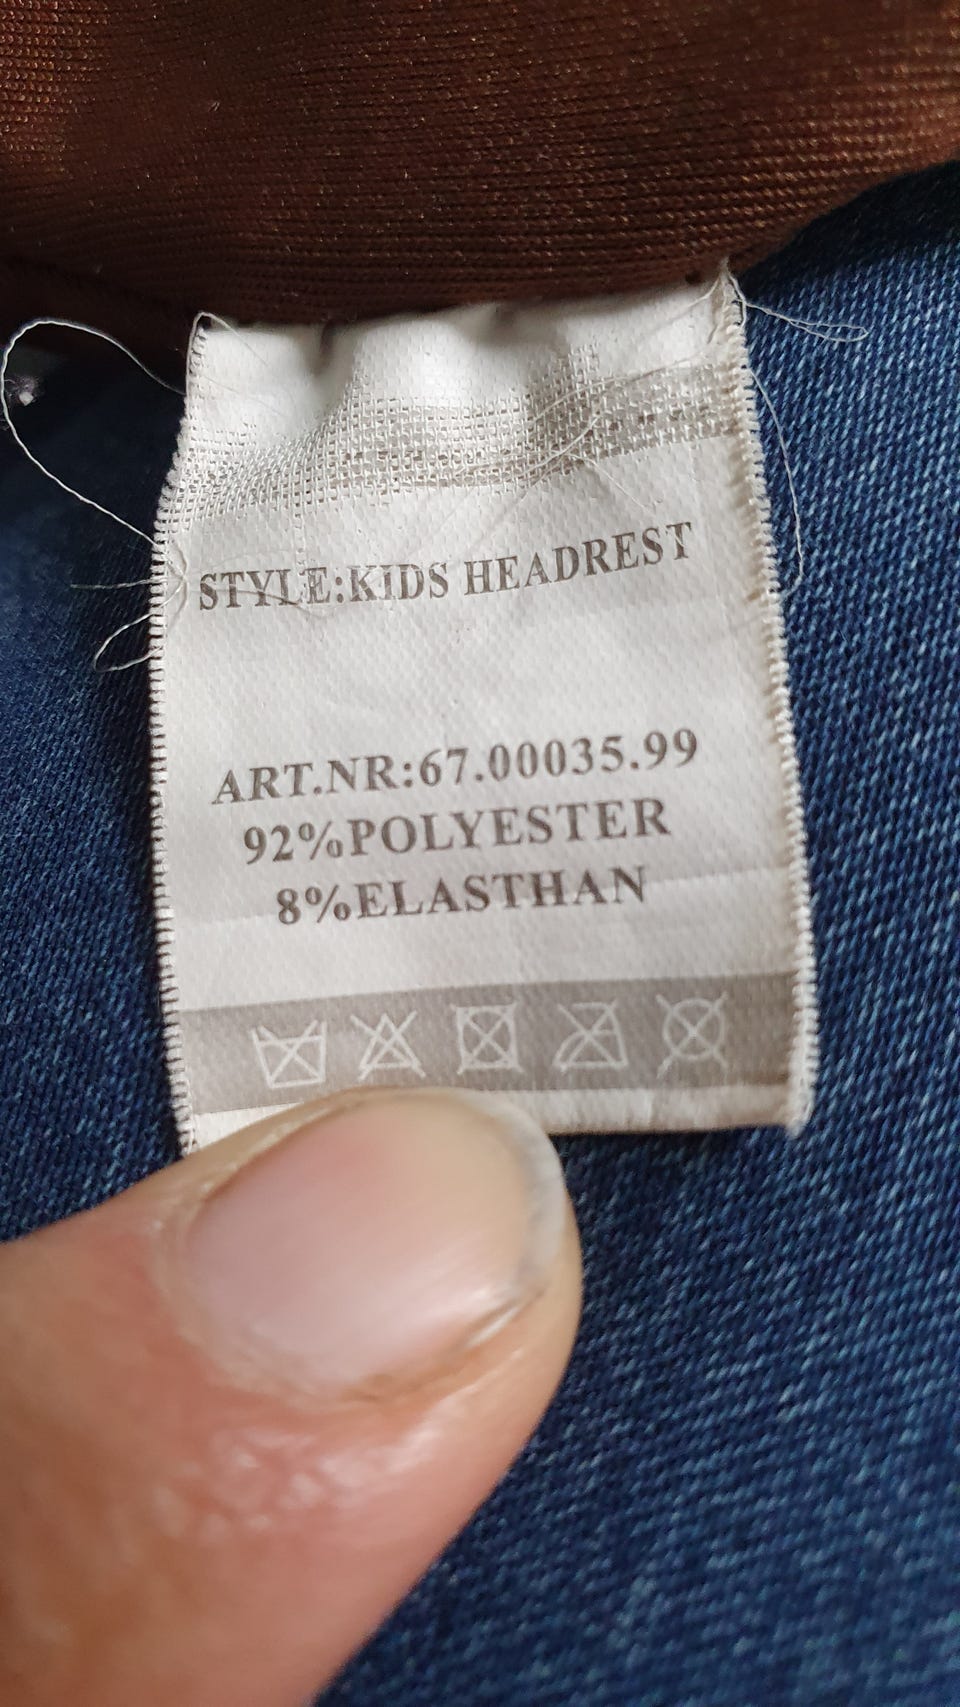 STYLE:KIDS HEADREST
ART.NR:67.00035.99
92%POLYESTER
8%ELASTHAN